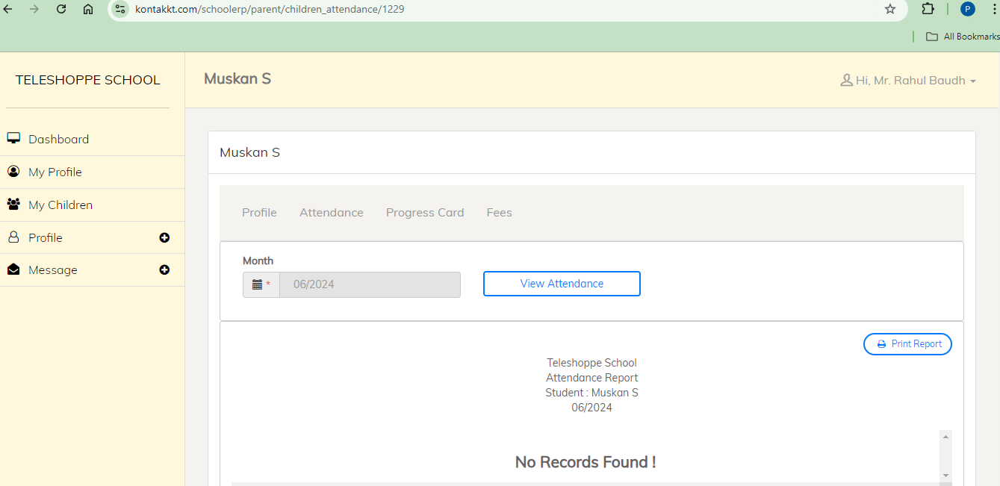 kontakkt.com/schoolerp/parent/children_attendance/1229
P
All Bookmarks
TELESHOPPE SCHOOL
Muskan S
Hi, Mr. Rahul Baudh
Dashboard
My Profile
My Children
Profile
Message
Muskan S
Profile Attendance Progress Card Fees
Month
* 06/2024 View Attendance
Print Report
Teleshoppe School
Attendance Report
Student : Muskan S
06/2024
No Records Found !